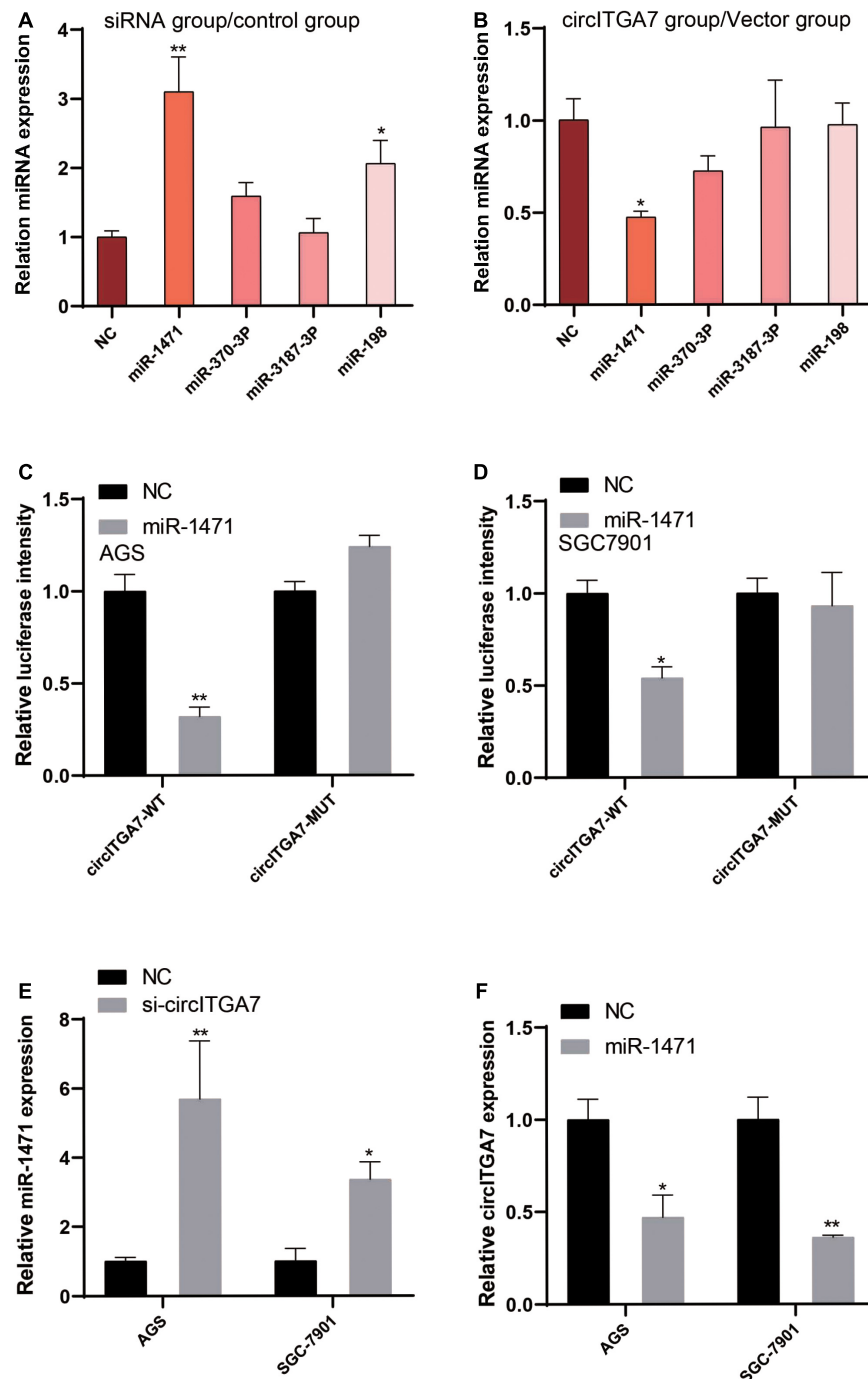 A
siRNA group/control group
Relation miRNA expression
4
3
2
1
0
**
*
NC
miR-1471
miR-370-3P
miR-3187-3P
miR-198
B
circITGA7 group/Vector group
Relation miRNA expression
1.5
1.0
0.5
0.0
*
NC
miR-1471
miR-370-3P
miR-3187-3P
miR-198
C
NC
miR-1471
AGS
Relative luciferase intensity
1.5
1.0
0.5
0.0
**
circITGA7-WT
circITGA7-MUT
D
NC
miR-1471
SGC7901
Relative luciferase intensity
1.5
1.0
0.5
0.0
*
circITGA7-WT
circITGA7-MUT
E
NC
si-circITGA7
Relative miR-1471 expression
8
6
4
2
0
**
*
AGS
SGC-7901
F
NC
miR-1471
Relative circITGA7 expression
1.5
1.0
0.5
0.0
*
**
AGS
SGC-7901